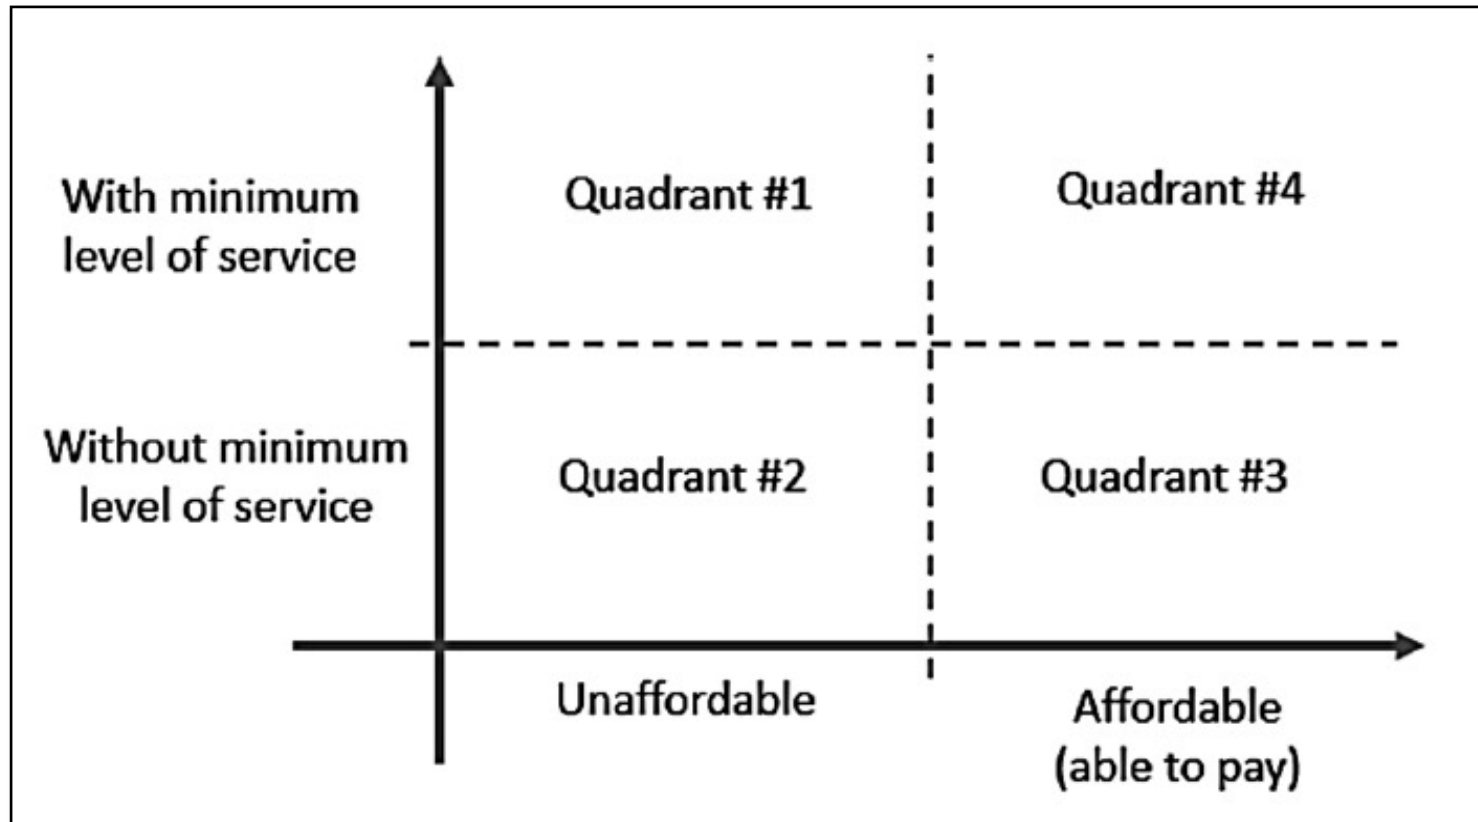 With minimum
level of service
Quadrant #1
Quadrant #4
Without minimum
level of service
Quadrant #2
Quadrant #3
Unaffordable
Affordable
(able to pay)